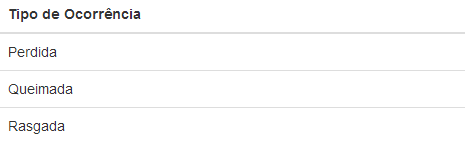 Tipo de Ocorrência
Perdida
Queimada
Rasgada